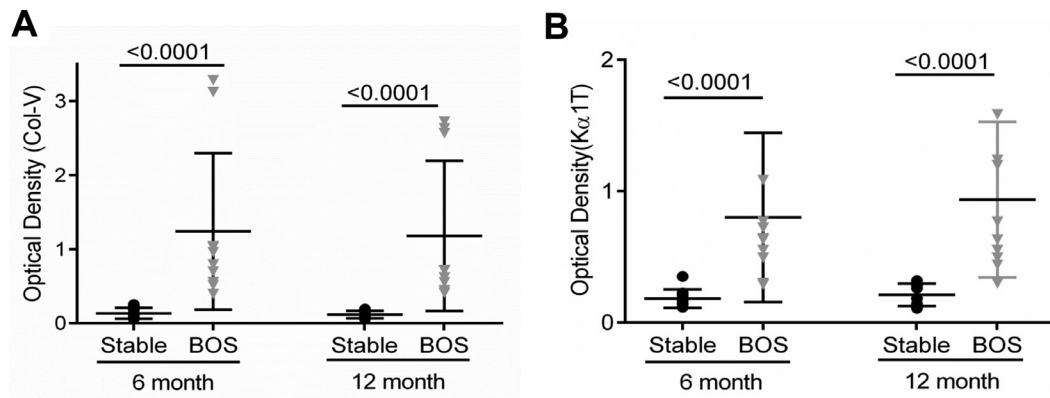 A
<0.0001
<0.0001
Optical Density (Col-V)
3
2
1
0
Stable BOS Stable BOS
6 month 12 month
B
<0.0001
<0.0001
Optical Density(Kα1T)
2
1
0
Stable BOS Stable BOS
6 month 12 month